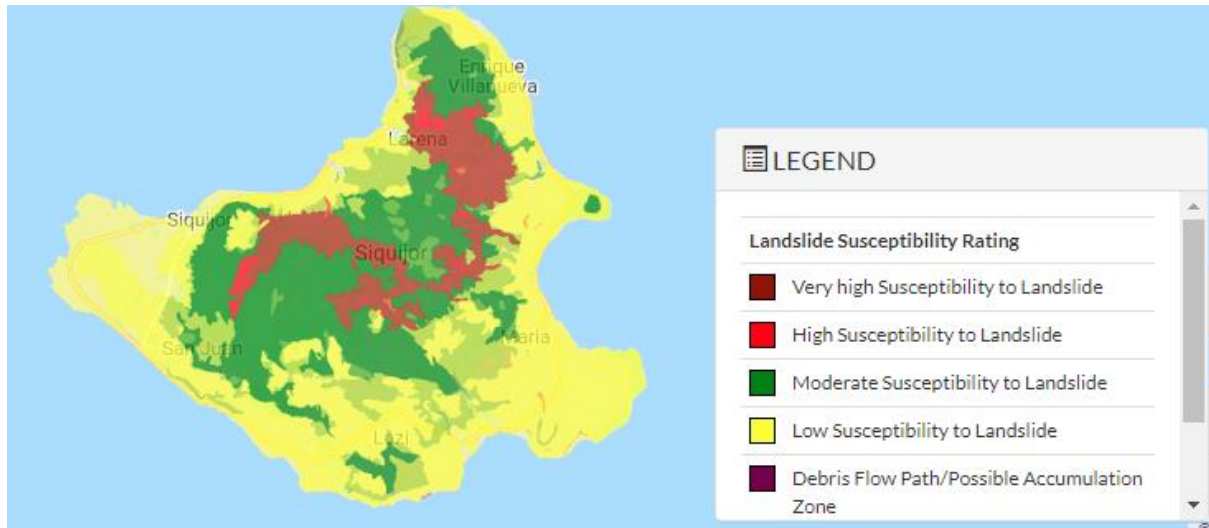 Enrique
Villanueva
Larena
Siquijor
Siquijor
San Juan
Maria
Lazi
LEGEND
Landslide Susceptibility Rating
Very high Susceptibility to Landslide
High Susceptibility to Landslide
Moderate Susceptibility to Landslide
Low Susceptibility to Landslide
Debris Flow Path/Possible Accumulation
Zone